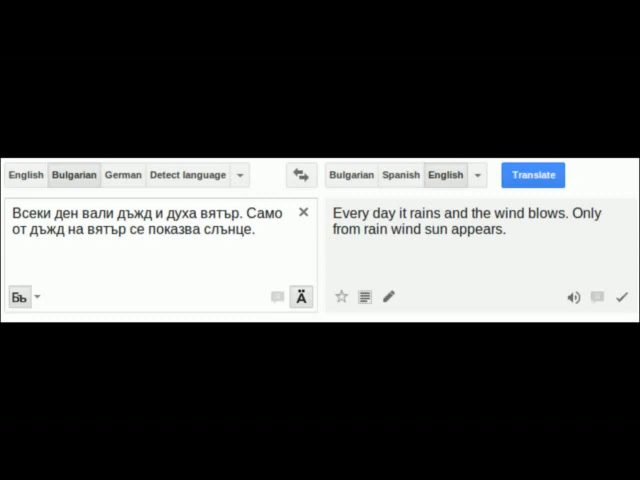 English Bulgarian German Detect language
Bulgarian Spanish English Translate
Всеки ден вали дъжд и духа вятър. Само
от дъжд на вятър се показва слънце.
Every day it rains and the wind blows. Only
from rain wind sun appears.
Бь
Ä